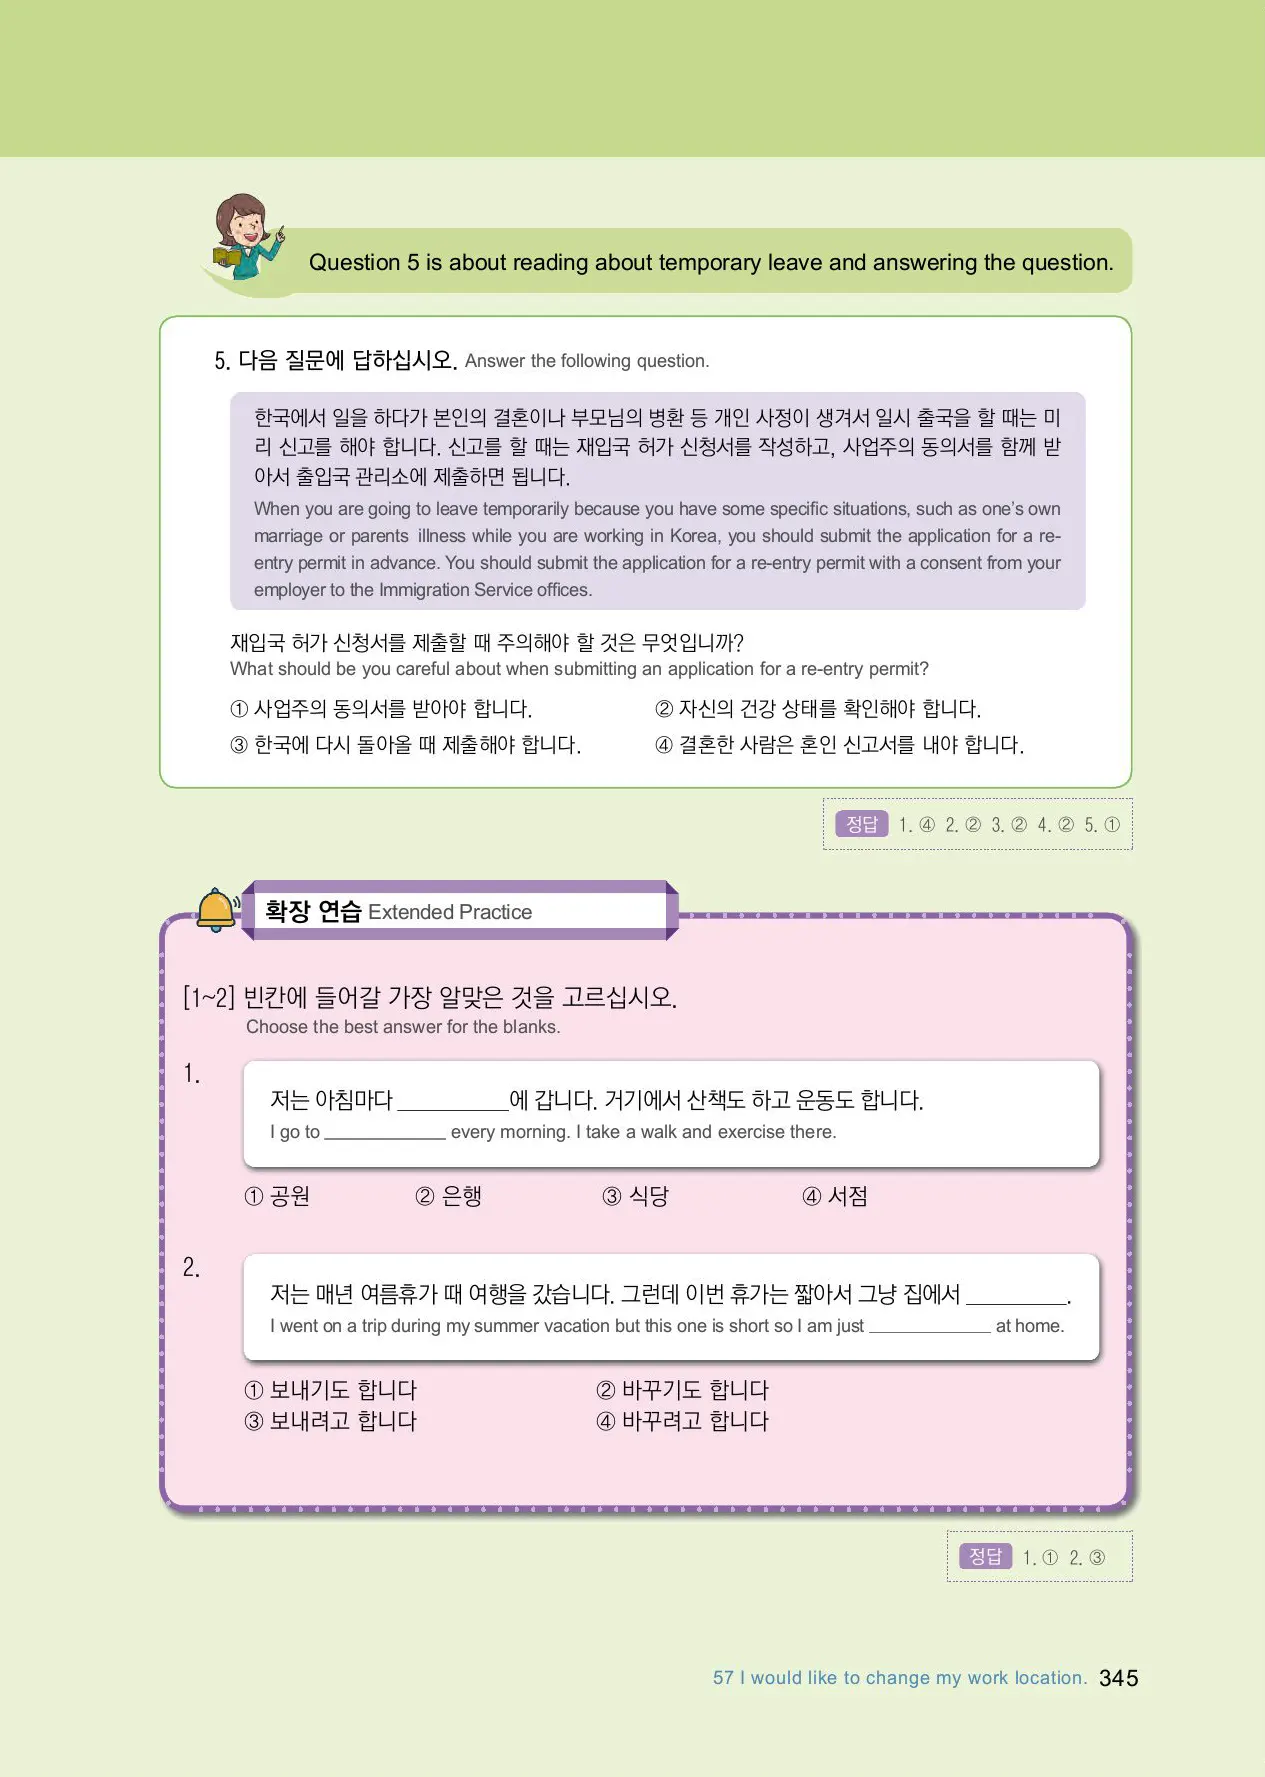 Question 5 is about reading about temporary leave and answering the question.
5. 다음 질문에 답하십시오. Answer the following question.
한국에서 일을 하다가 본인의 결혼이나 부모님의 병환 등 개인 사정이 생겨서 일시 출국을 할 때는 미
리 신고를 해야 합니다. 신고를 할 때는 재입국 허가 신청서를 작성하고, 사업주의 동의서를 함께 받
아서 출입국 관리소에 제출하면 됩니다.
When you are going to leave temporarily because you have some specific situations, such as one's own
marriage or parents illness while you are working in Korea, you should submit the application for a re-
entry permit in advance. You should submit the application for a re-entry permit with a consent from your
employer to the Immigration Service offices.
재입국 허가 신청서를 제출할 때 주의해야 할 것은 무엇입니까?
What should be you careful about when submitting an application for a re-entry permit?
① 사업주의 동의서를 받아야 합니다. ② 자신의 건강 상태를 확인해야 합니다.
③ 한국에 다시 돌아올 때 제출해야 합니다. ④ 결혼한 사람은 혼인 신고서를 내야 합니다.
정답 1. ④ 2. ② 3. ② 4. ② 5. ①
확장 연습 Extended Practice
[1~2] 빈칸에 들어갈 가장 알맞은 것을 고르십시오.
Choose the best answer for the blanks.
1.
저는 아침마다 __________에 갑니다. 거기에서 산책도 하고 운동도 합니다.
I go to ____________ every morning. I take a walk and exercise there.
① 공원 ② 은행 ③ 식당 ④ 서점
2.
저는 매년 여름휴가 때 여행을 갔습니다. 그런데 이번 휴가는 짧아서 그냥 집에서 _________.
I went on a trip during my summer vacation but this one is short so I am just ____________ at home.
① 보내기도 합니다 ② 바꾸기도 합니다
③ 보내려고 합니다 ④ 바꾸려고 합니다
정답 1. ① 2. ③
57 I would like to change my work location. 345